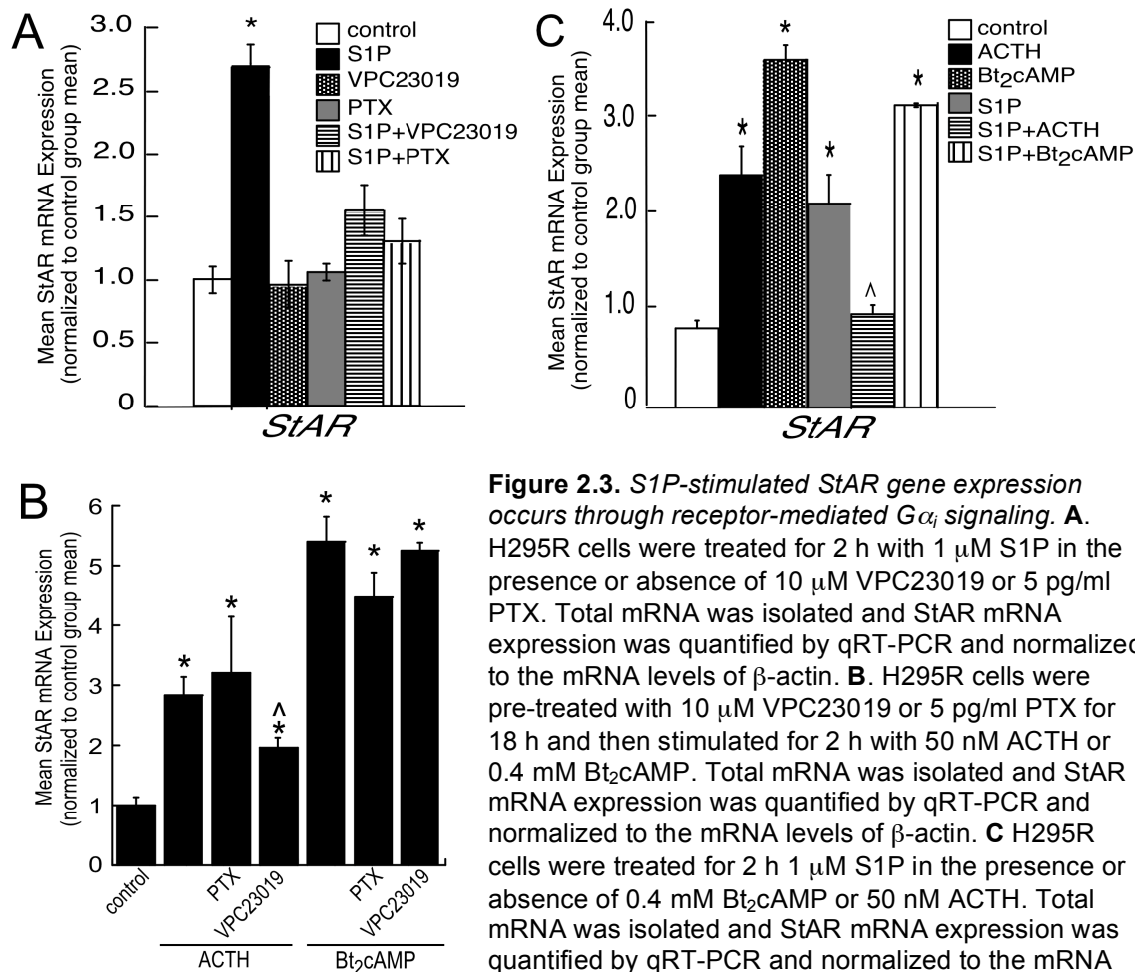 A
Mean StAR mRNA Expression
(normalized to control group mean)
3.0
2.5
2.0
1.5
1.0
0.5
0
*
control
S1P
VPC23019
PTX
S1P+VPC23019
S1P+PTX
StAR
C
Mean StAR mRNA Expression
(normalized to control group mean)
4.0
3.0
2.0
1.0
0
*
*
*
^
*
control
ACTH
Bt₂cAMP
S1P
S1P+ACTH
S1P+Bt₂cAMP
StAR
B
Mean StAR mRNA Expression
(normalized to control group mean)
6
5
4
3
2
1
0
*
*
^
*
*
*
*
control
PTX
VPC23019
PTX
VPC23019
ACTH
Bt₂cAMP
Figure 2.3. S1P-stimulated StAR gene expression
occurs through receptor-mediated Gαᵢ signaling. A.
H295R cells were treated for 2 h with 1 μM S1P in the
presence or absence of 10 μM VPC23019 or 5 pg/ml
PTX. Total mRNA was isolated and StAR mRNA
expression was quantified by qRT-PCR and normalized
to the mRNA levels of β-actin. B. H295R cells were
pre-treated with 10 μM VPC23019 or 5 pg/ml PTX for
18 h and then stimulated for 2 h with 50 nM ACTH or
0.4 mM Bt₂cAMP. Total mRNA was isolated and StAR
mRNA expression was quantified by qRT-PCR and
normalized to the mRNA levels of β-actin. C H295R
cells were treated for 2 h 1 μM S1P in the presence or
absence of 0.4 mM Bt₂cAMP or 50 nM ACTH. Total
mRNA was isolated and StAR mRNA expression was
quantified by qRT-PCR and normalized to the mRNA